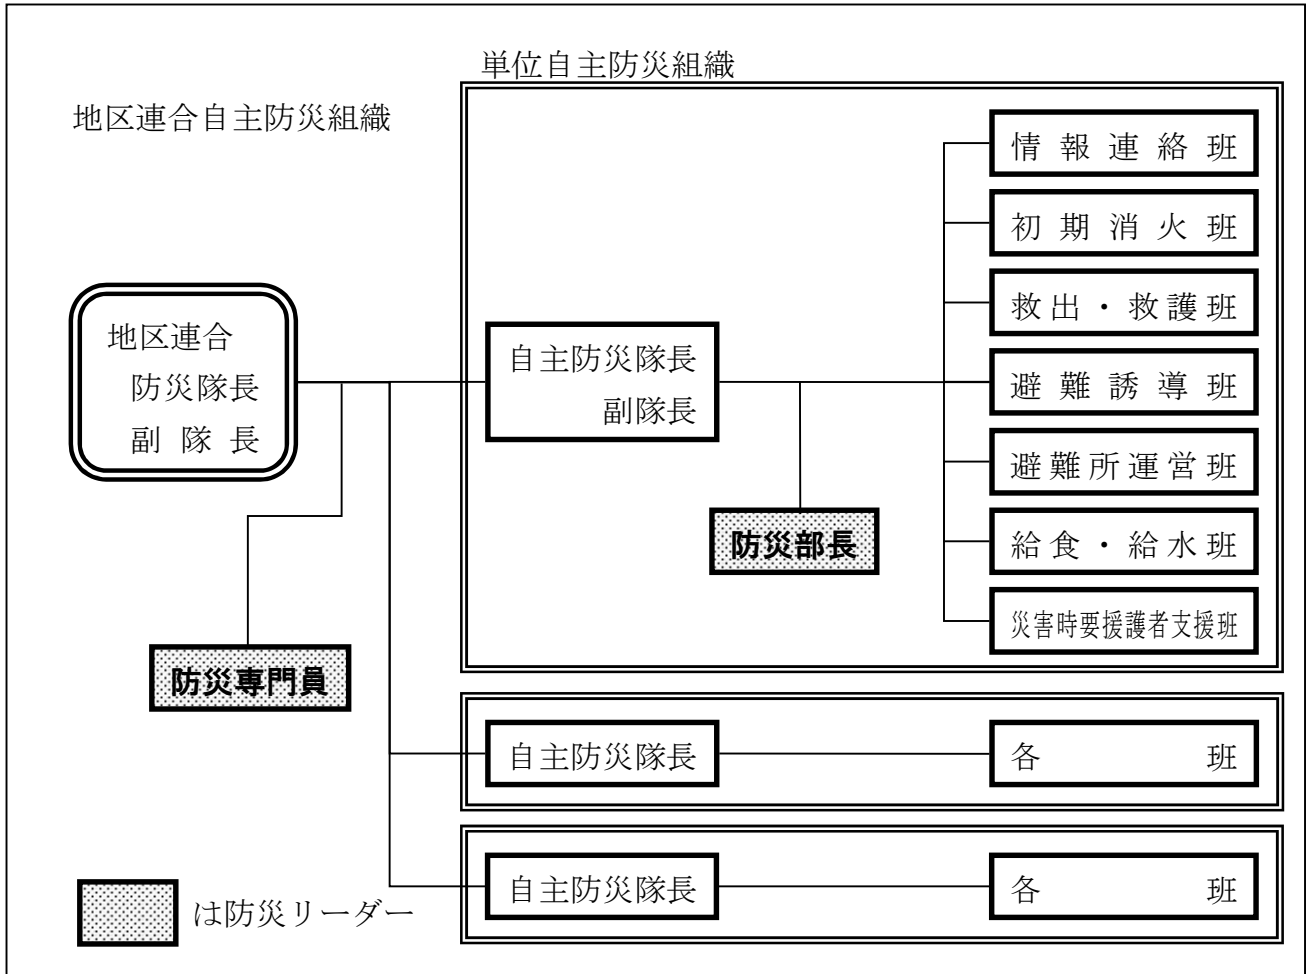 単位自主防災組織
地区連合自主防災組織
情報連絡班
初期消火班
救出・救護班
地区連合
防災隊長
副隊長
自主防災隊長
副隊長
避難誘導班
避難所運営班
防災部長
給食・給水班
災害時要援護者支援班
防災専門員
自主防災隊長
各班
自主防災隊長
各班
は防災リーダー